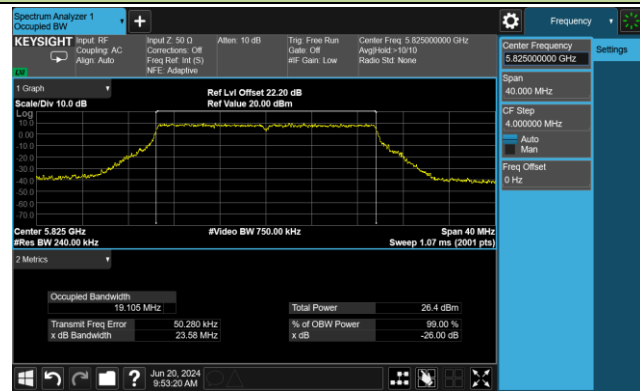 Spectrum Analyzer 1
Occupied BW
Frequency
KEYSIGHT
Input: RF
Coupling: AC
Align: Auto
Input Z: 50 Ω
Corrections: Off
Freq Ref: Int (S)
NFE: Adaptive
Atten: 10 dB
Trig: Free Run
Gate: Off
#IF Gain: Low
Center Freq: 5.825000000 GHz
Avg|Hold:>10/10
Radio Std: None
Center Frequency
5.825000000 GHz
Settings
Span
40.000 MHz
CF Step
4.000000 MHz
Auto
Man
Freq Offset
0 Hz
1 Graph
Scale/Div 10.0 dB
Ref Lvl Offset 22.20 dB
Ref Value 20.00 dBm
Log
10.0
0.00
-10.0
-20.0
-30.0
-40.0
-50.0
-60.0
-70.0
Center 5.825 GHz
#Video BW 750.00 kHz
Span 40 MHz
#Res BW 240.00 kHz
Sweep 1.07 ms (2001 pts)
2 Metrics
Occupied Bandwidth
19.105 MHz
Total Power 26.4 dBm
Transmit Freq Error 50.280 kHz
% of OBW Power 99.00 %
x dB Bandwidth 23.58 MHz
x dB -26.00 dB
Jun 20, 2024
9:53:20 AM